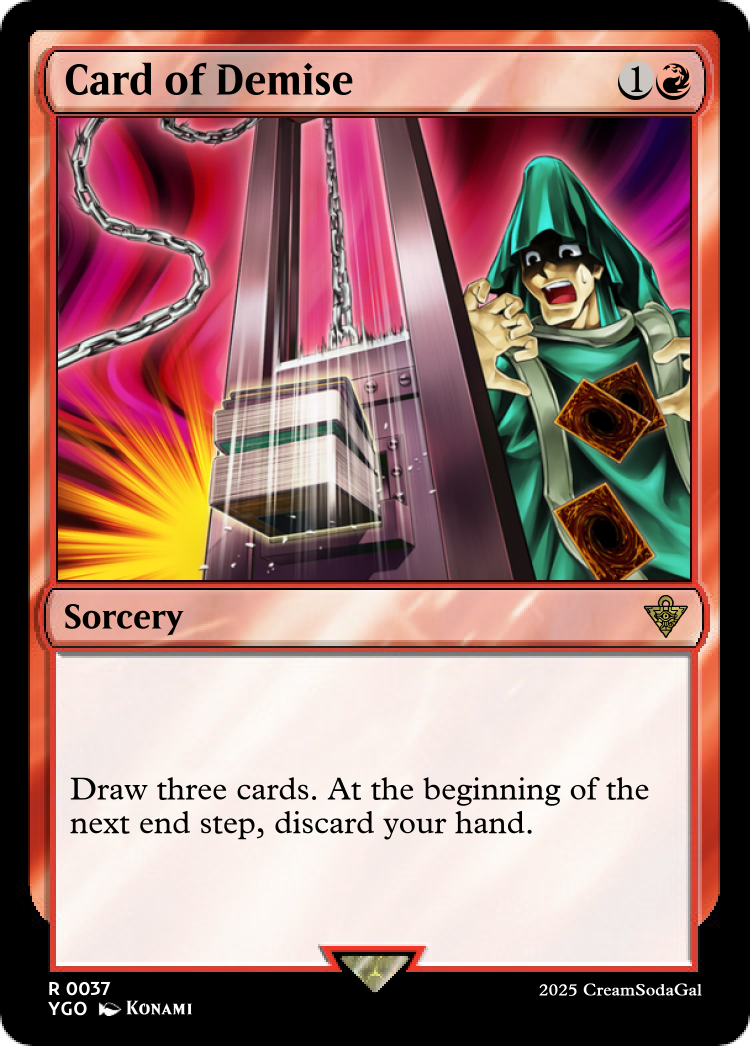 Card of Demise 1
Sorcery
Draw three cards. At the beginning of the
next end step, discard your hand.
R 0037
YGO KONAMI
2025 CreamSodaGal